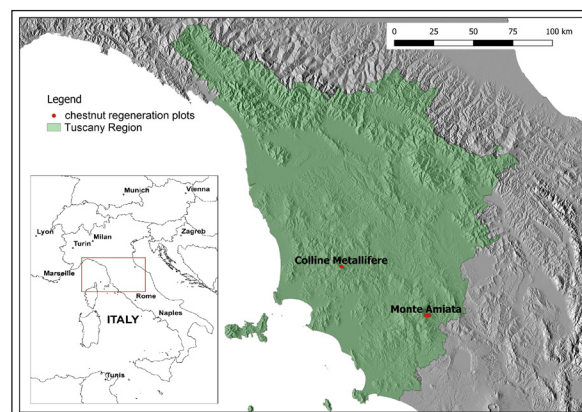 0 25 50 75 100 km
Legend
chestnut regeneration plots
Tuscany Region
Munich
Vienna
Lyon
Milan
Zagreb
Turin
Marseille
Rome
ITALY
Naples
Tunis
Colline Metallifere
Monte Amiata